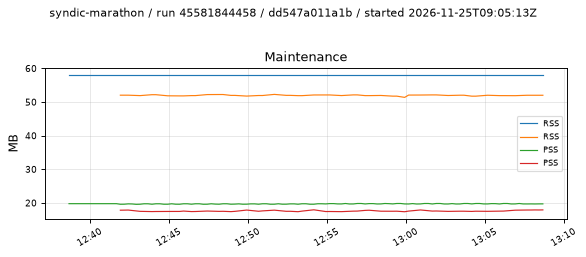 syndic-marathon / run 45581844458 / dd547a011a1b / started 2026-11-25T09:05:13Z
Maintenance
MB
60
50
40
30
20
RSS
RSS
PSS
PSS
12:40
12:45
12:50
12:55
13:00
13:05
13:10